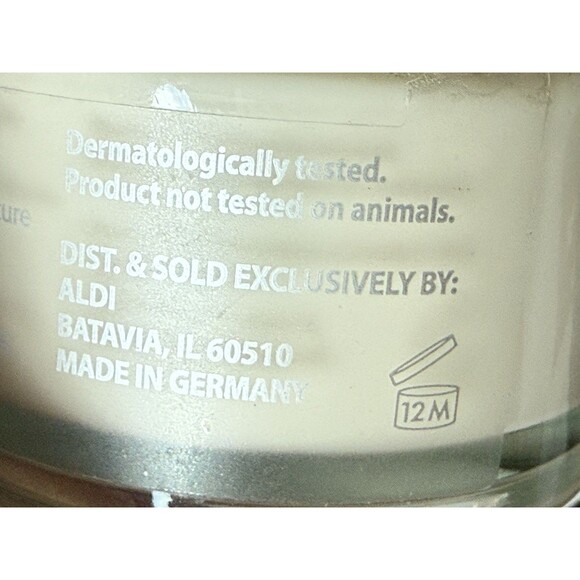 Dermatologically tested.
Product not tested on animals.
DIST. & SOLD EXCLUSIVELY BY:
ALDI
BATAVIA, IL 60510
MADE IN GERMANY
12M